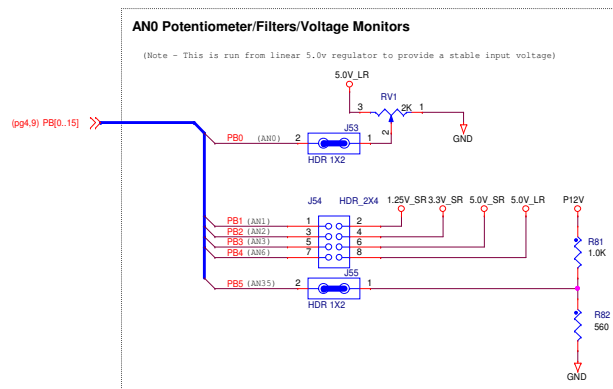 AN0 Potentiometer/Filters/Voltage Monitors
(Note - This is run from linear 5.0v regulator to provide a stable input voltage)
5.0V_LR
RV1
3 2K 1
2
GND
(pg4,9) PB[0..15]
PB0 (AN0) 2 J53 1
HDR 1X2
J54 HDR_2X4 1.25V_SR 3.3V_SR 5.0V_SR 5.0V_LR P12V
PB1 (AN1) 1 2
PB2 (AN2) 3 4
PB3 (AN3) 5 6
PB4 (AN6) 7 8
R81
1.0K
PB5 (AN35) 2 J55 1
HDR 1X2
R82
560
GND